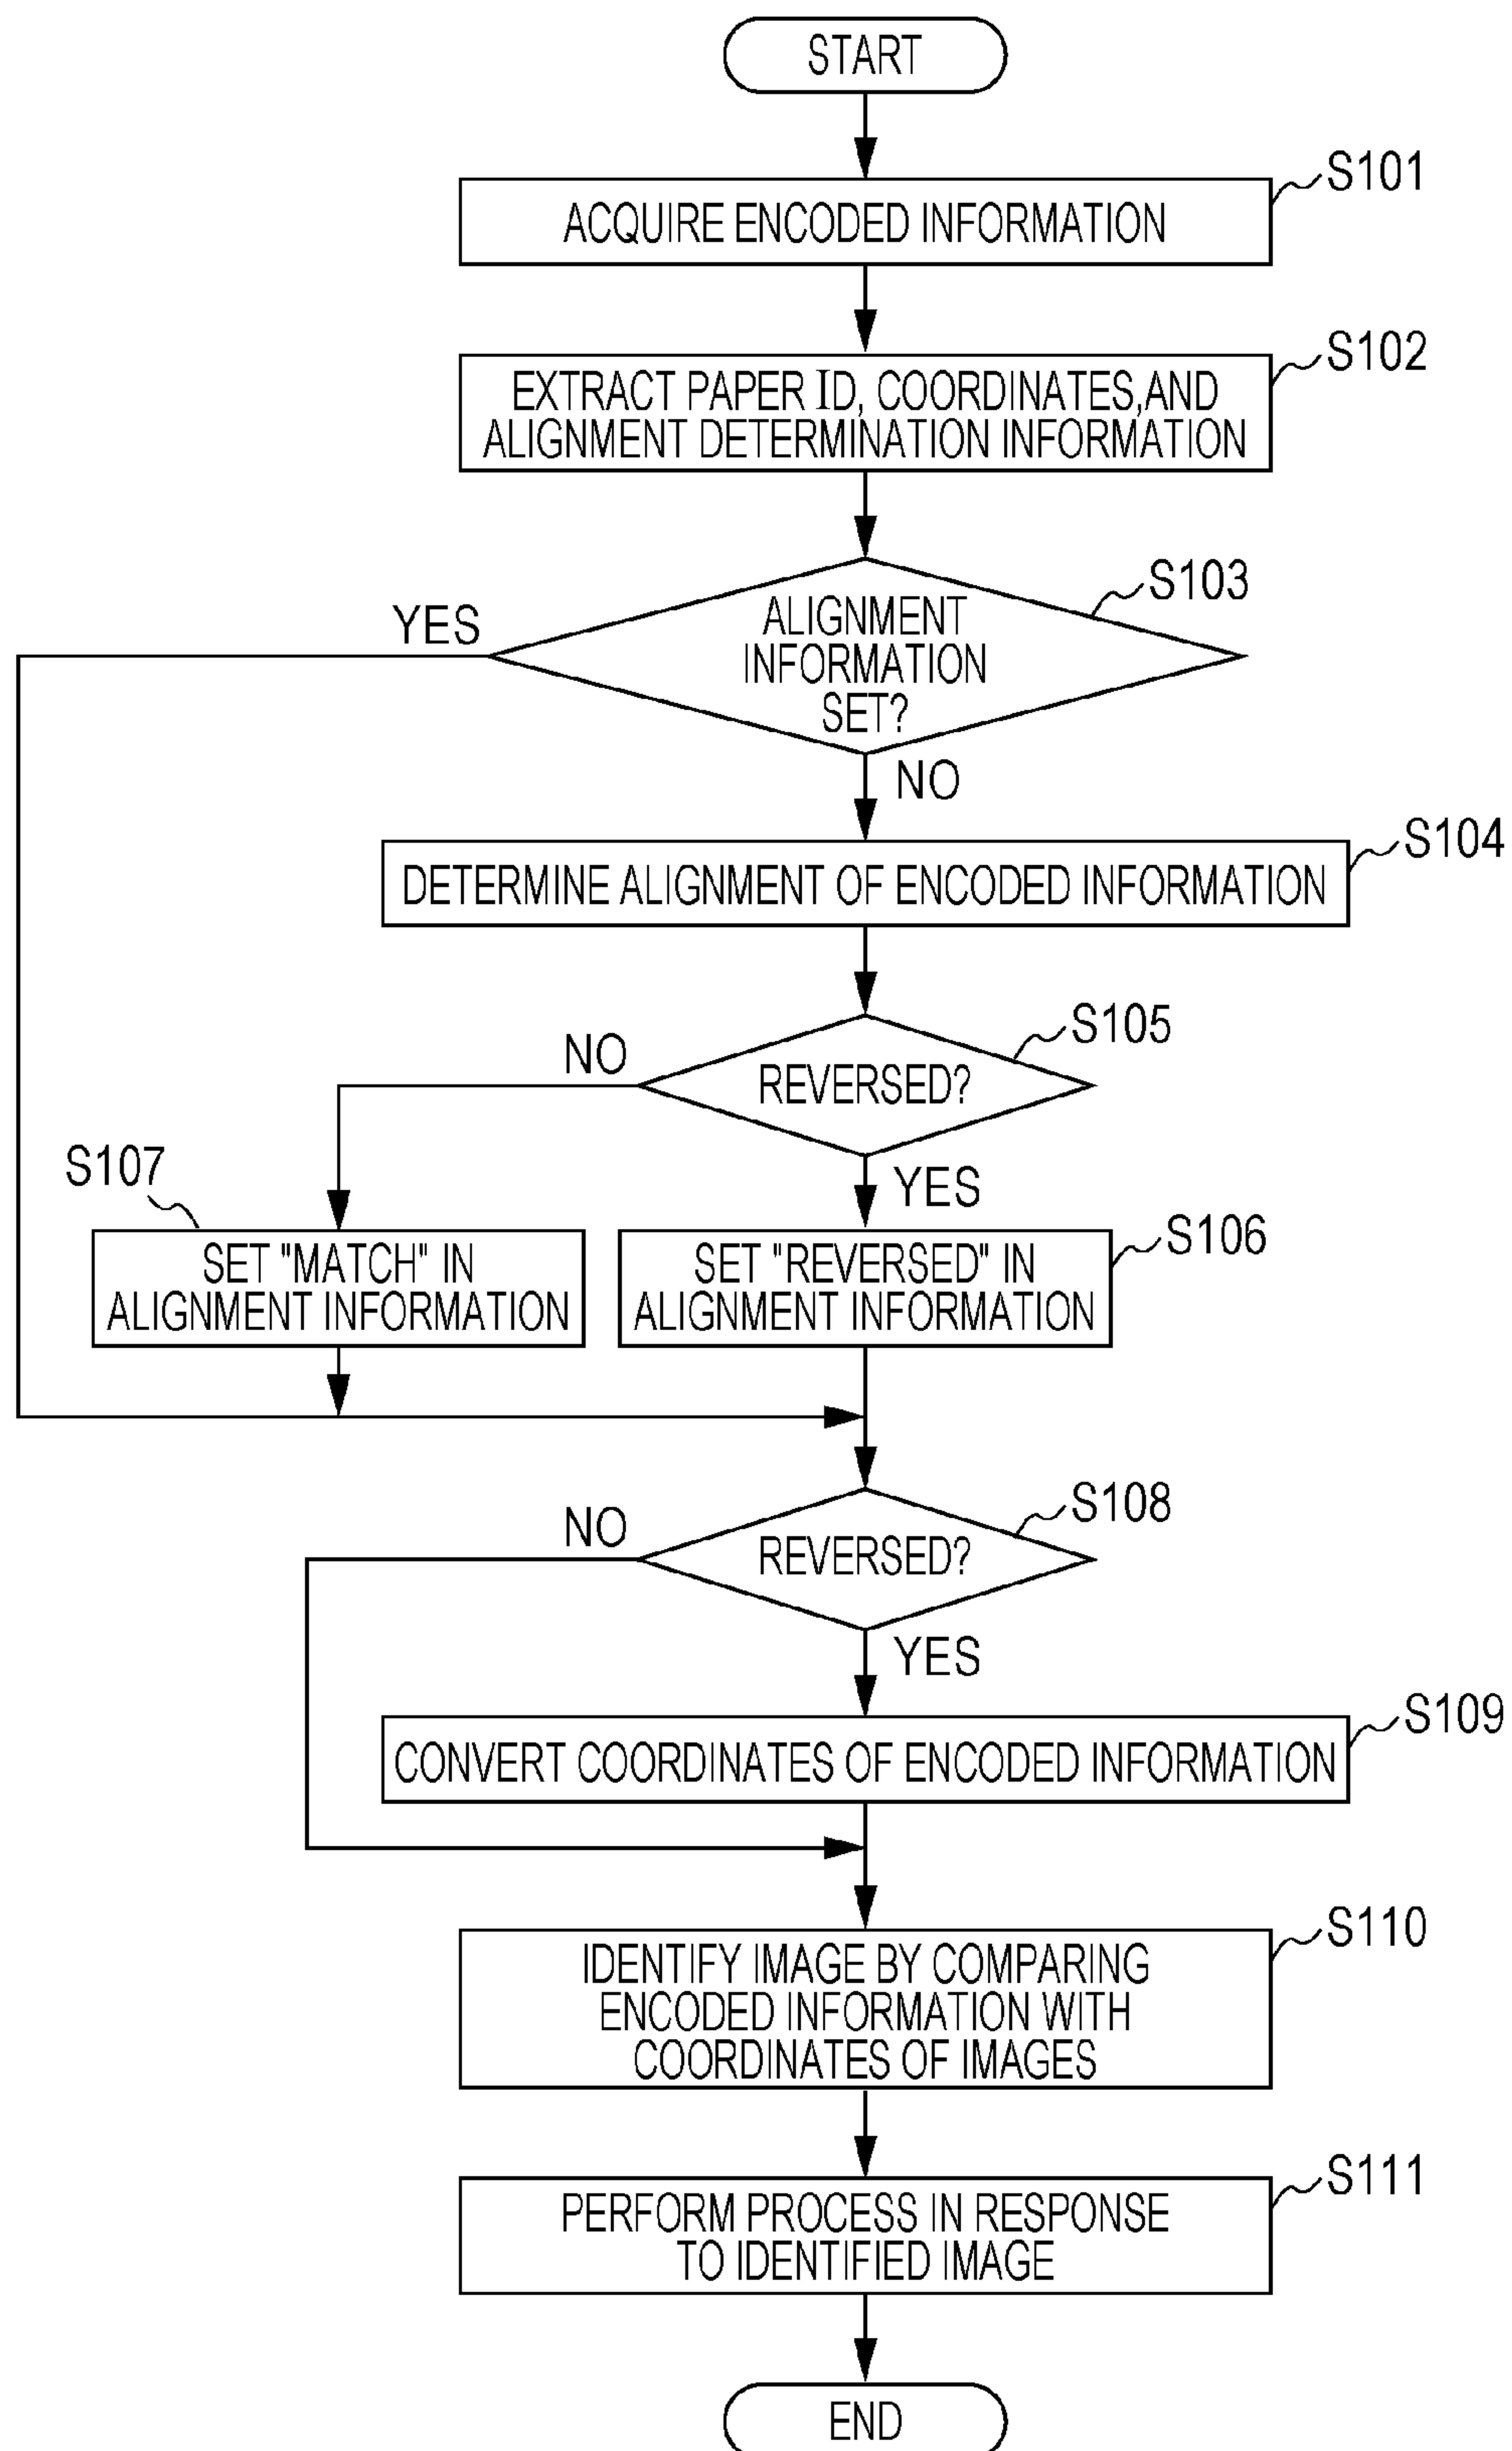 START
S101
ACQUIRE ENCODED INFORMATION
S102
EXTRACT PAPER ID, COORDINATES,AND
ALIGNMENT DETERMINATION INFORMATION
S103
YES
ALIGNMENT
INFORMATION
SET?
NO
S104
DETERMINE ALIGNMENT OF ENCODED INFORMATION
S105
NO
REVERSED?
S107
YES
S106
SET "MATCH" IN
ALIGNMENT INFORMATION
SET "REVERSED" IN
ALIGNMENT INFORMATION
S108
NO
REVERSED?
YES
S109
CONVERT COORDINATES OF ENCODED INFORMATION
S110
IDENTIFY IMAGE BY COMPARING
ENCODED INFORMATION WITH
COORDINATES OF IMAGES
S111
PERFORM PROCESS IN RESPONSE
TO IDENTIFIED IMAGE
END